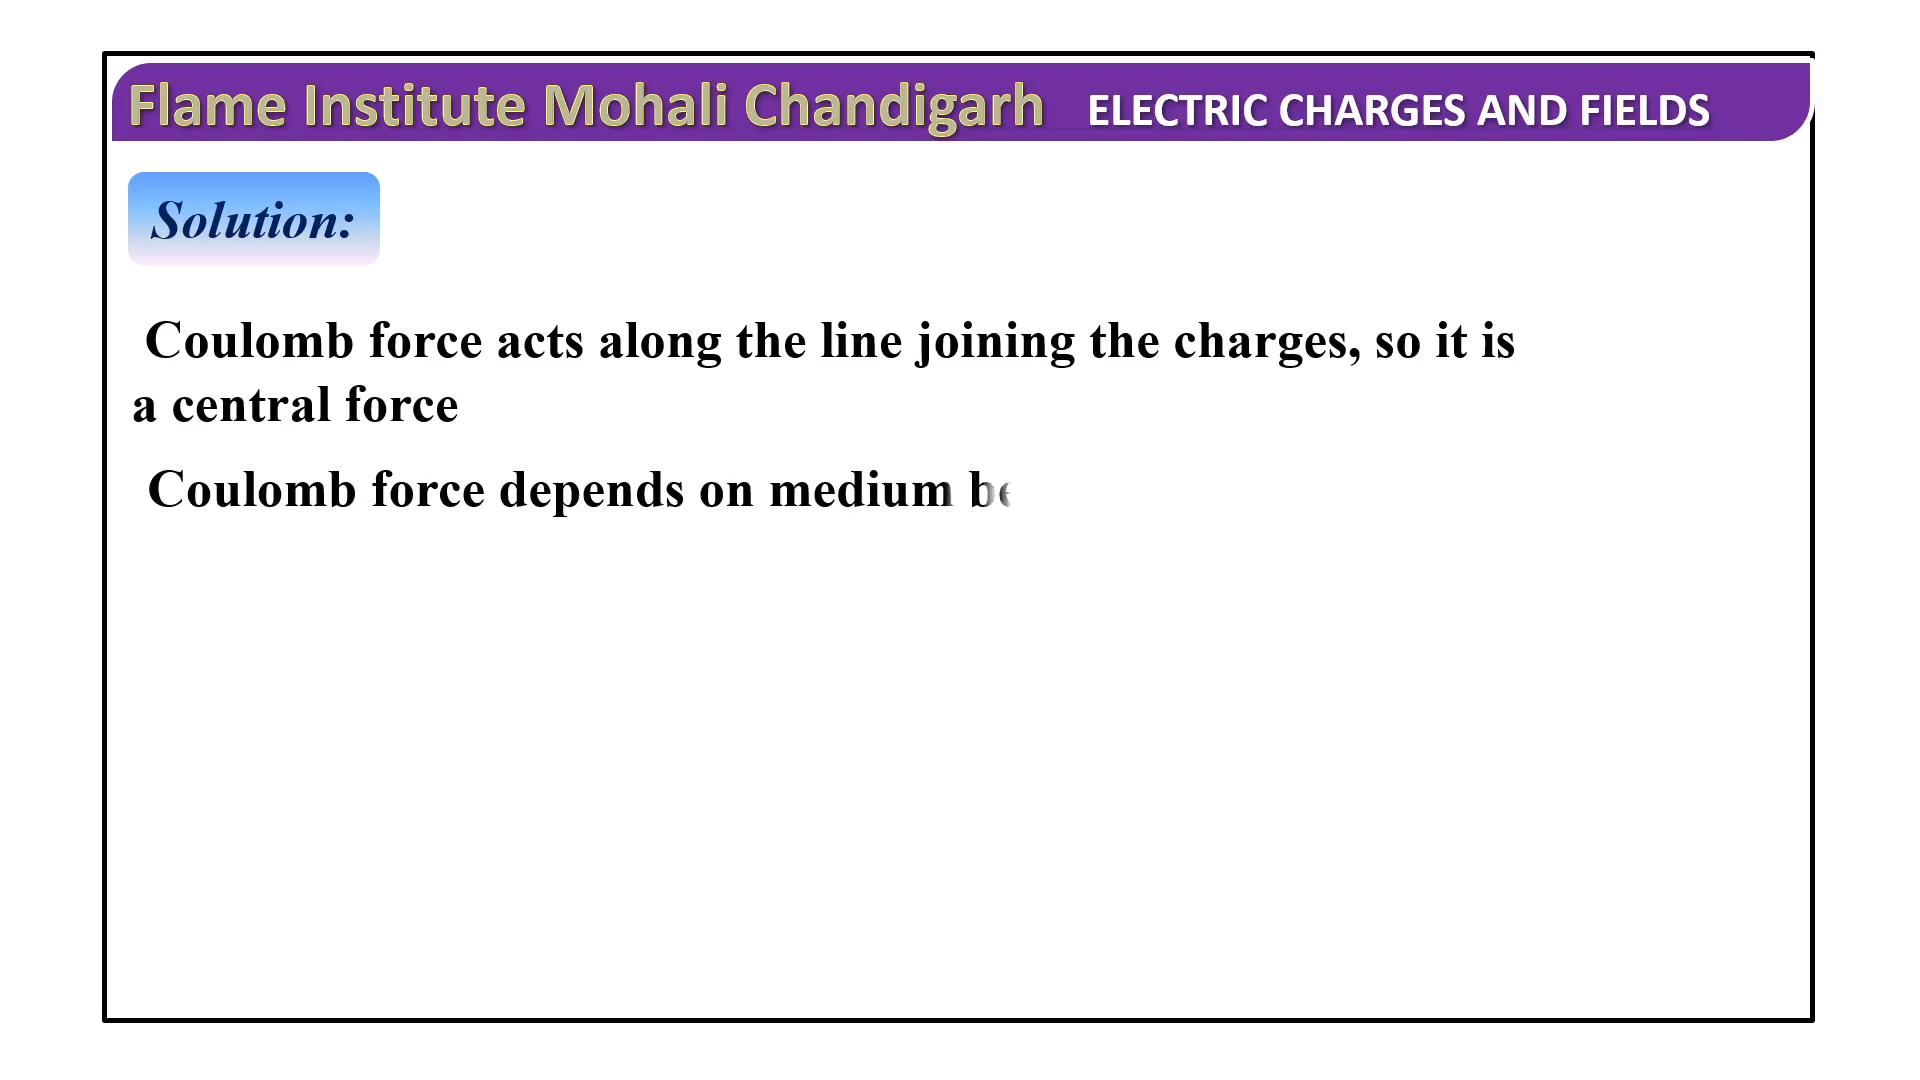 Flame Institute Mohali Chandigarh ELECTRIC CHARGES AND FIELDS
Solution:
Coulomb force acts along the line joining the charges, so it is
a central force
Coulomb force depends on medium be